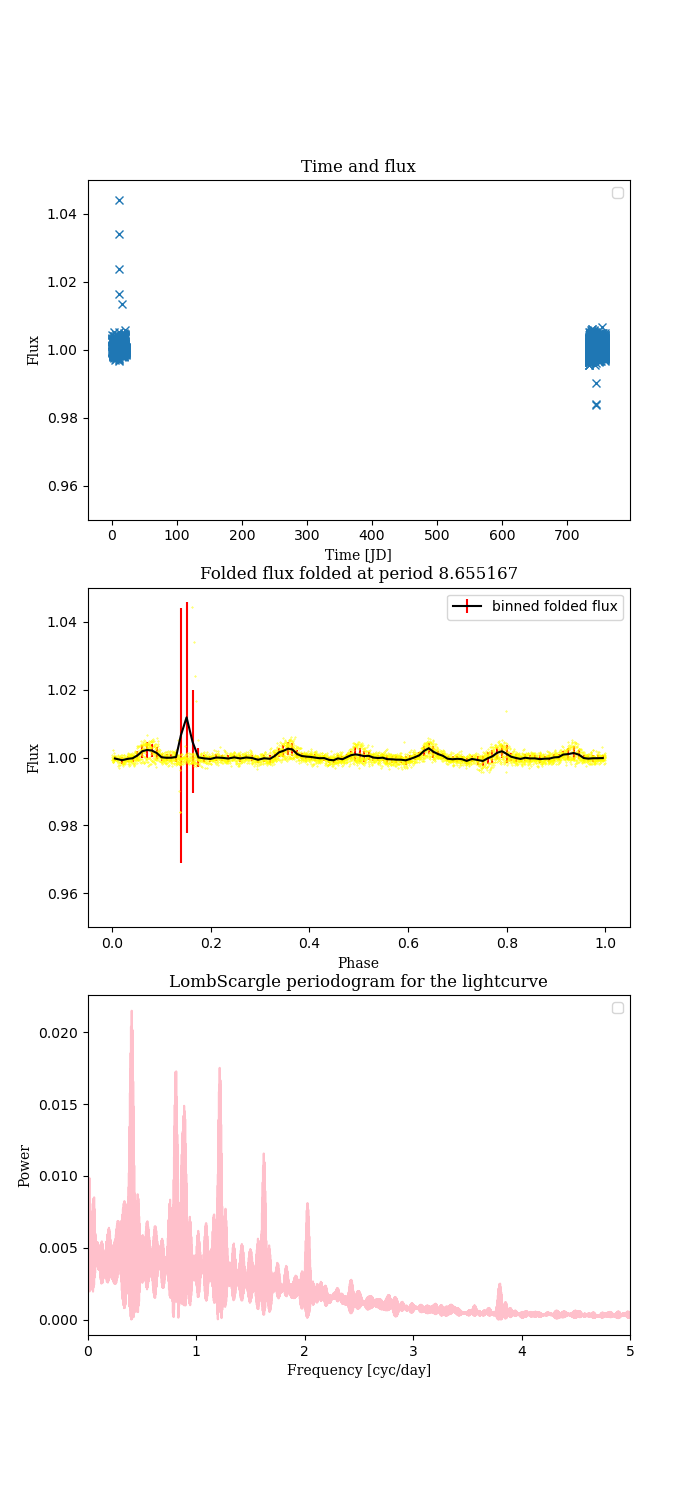 Time and flux
1.04
1.02
1.00
0.98
0.96
Flux
0 100 200 300 400 500 600 700
Time [JD]
Folded flux folded at period 8.655167
binned folded flux
1.04
1.02
1.00
0.98
0.96
Flux
0.0 0.2 0.4 0.6 0.8 1.0
Phase
LombScargle periodogram for the lightcurve
0.020
0.015
0.010
0.005
0.000
Power
0 1 2 3 4 5
Frequency [cyc/day]